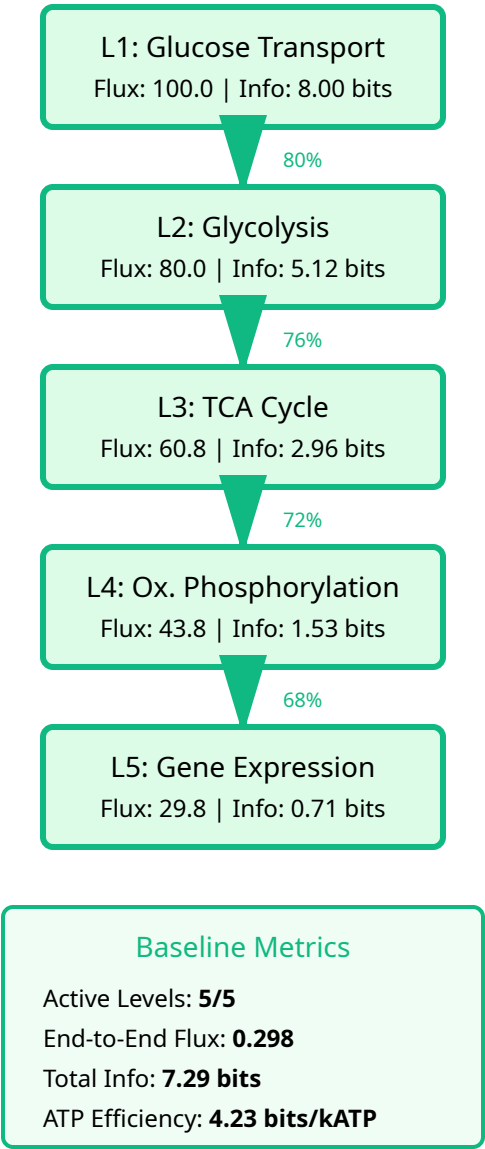 L1: Glucose Transport
Flux: 100.0 | Info: 8.00 bits
80%
L2: Glycolysis
Flux: 80.0 | Info: 5.12 bits
76%
L3: TCA Cycle
Flux: 60.8 | Info: 2.96 bits
72%
L4: Ox. Phosphorylation
Flux: 43.8 | Info: 1.53 bits
68%
L5: Gene Expression
Flux: 29.8 | Info: 0.71 bits
Baseline Metrics
Active Levels: 5/5
End-to-End Flux: 0.298
Total Info: 7.29 bits
ATP Efficiency: 4.23 bits/kATP